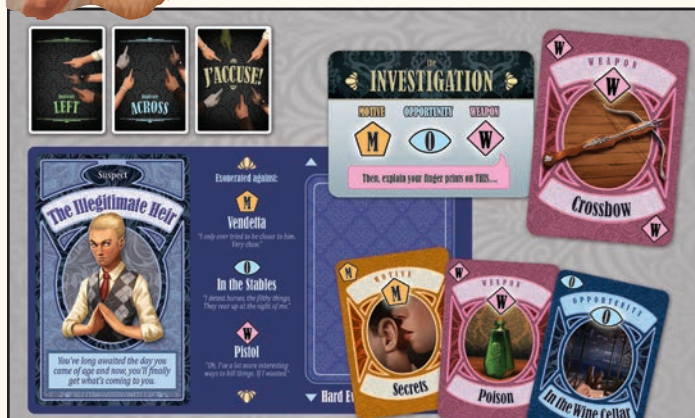 LEFT
ACROSS
J'ACCUSE!
the
INVESTIGATION
MOTIVE OPPORTUNITY WEAPON
M O W
Then, explain your finger prints on THIS....
W
WEAPON
W
Crossbow
W
Suspect
The Illegitimate Heir
You've long awaited the day you
came of age and now, you'll finally
get what's coming to you.
Exonerated against:
M
Vendetta
"I only ever tried to be closer to him.
Very close."
O
In the Stables
"I detest horses, the filthy things.
They rear up at the sight of me."
W
Pistol
"Oh, I've a lot more interesting
ways to kill things. If I wanted."
Hard
M
MOTIVE
M
Secrets
W
WEAPON
W
Poison
O
OPPORTUNITY
O
In the Wine Cellar